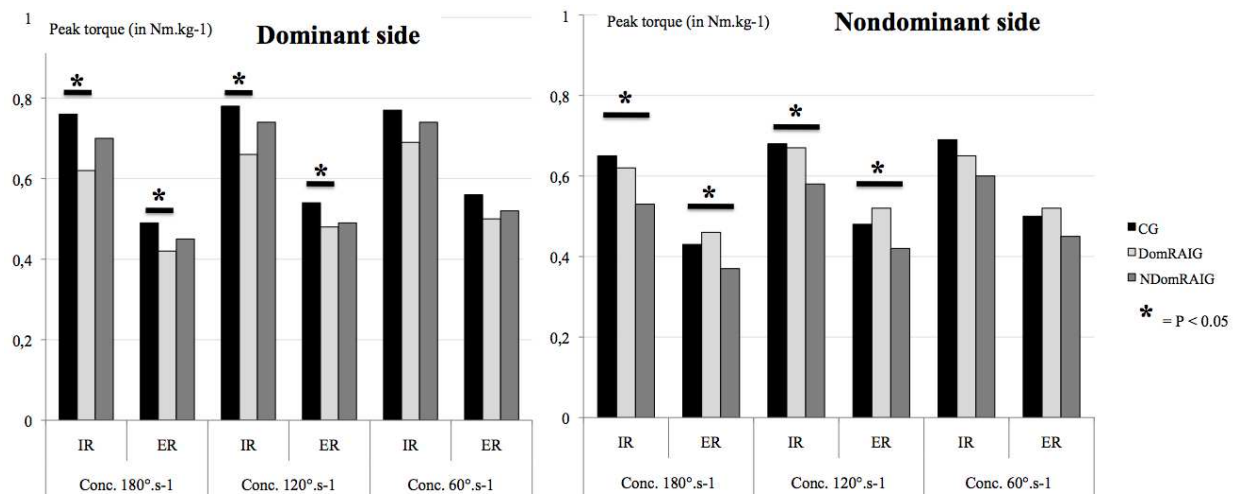 Peak torque (in Nm.kg-1)
Dominant side
1
0,8
0,6
0,4
0,2
0
*
*
*
*
IR
ER
IR
ER
IR
ER
Conc. 180°.s-1
Conc. 120°.s-1
Conc. 60°.s-1
Peak torque (in Nm.kg-1)
Nondominant side
1
0,8
0,6
0,4
0,2
0
*
*
*
*
IR
ER
IR
ER
IR
ER
Conc. 180°.s-1
Conc. 120°.s-1
Conc. 60°.s-1
CG
DomRAIG
NDomRAIG
* = P < 0.05